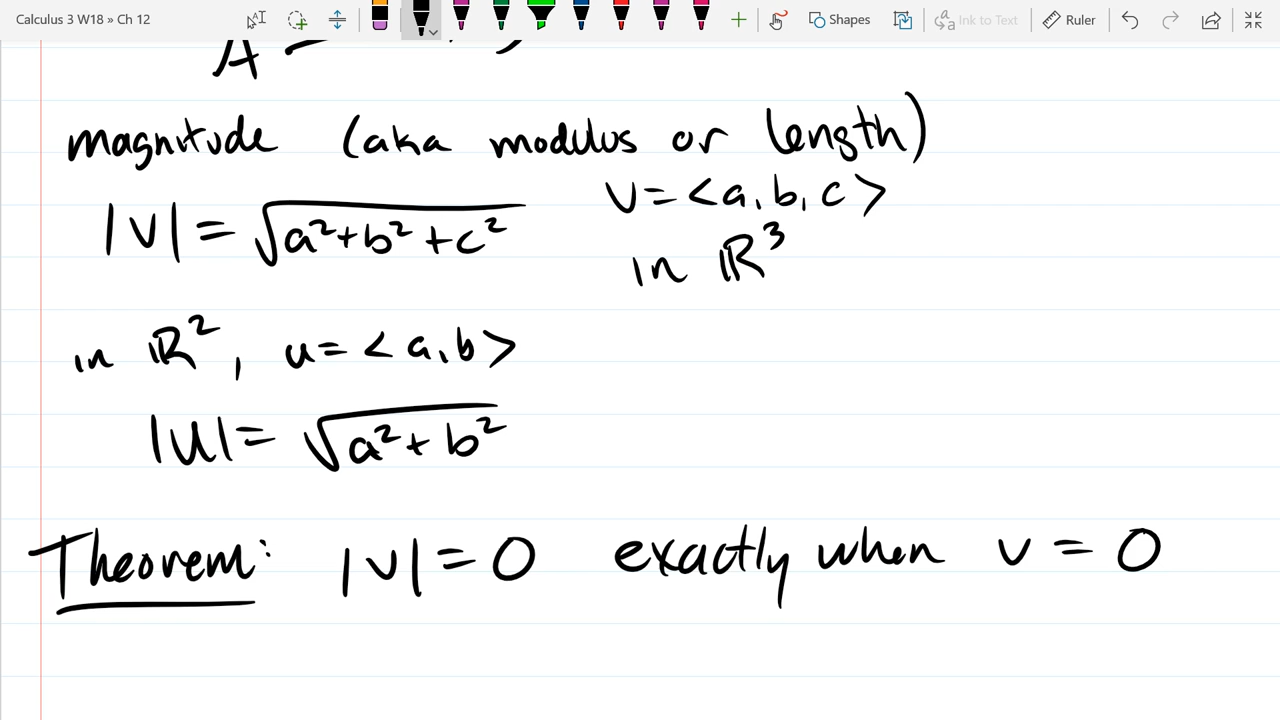 Calculus 3 W18 » Ch 12
Shapes
Ink to Text
Ruler
A
magnitude (aka modulus or length)
|v| = √a²+b²+c²
v = <a, b, c>
in ℝ³
in ℝ², u = <a, b>
|u| = √a²+b²
Theorem: |v| = 0 exactly when v = 0